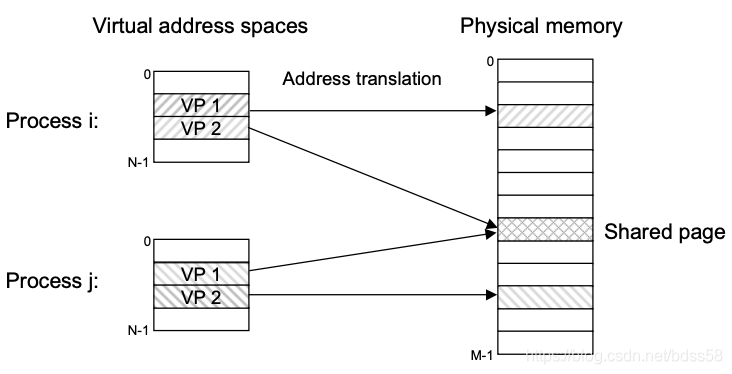 Virtual address spaces
Physical memory
0
Address translation
0
Process i:
VP 1
VP 2
N-1
Shared page
0
Process j:
VP 1
VP 2
N-1
M-1
https://blog.csdn.net/bdss58